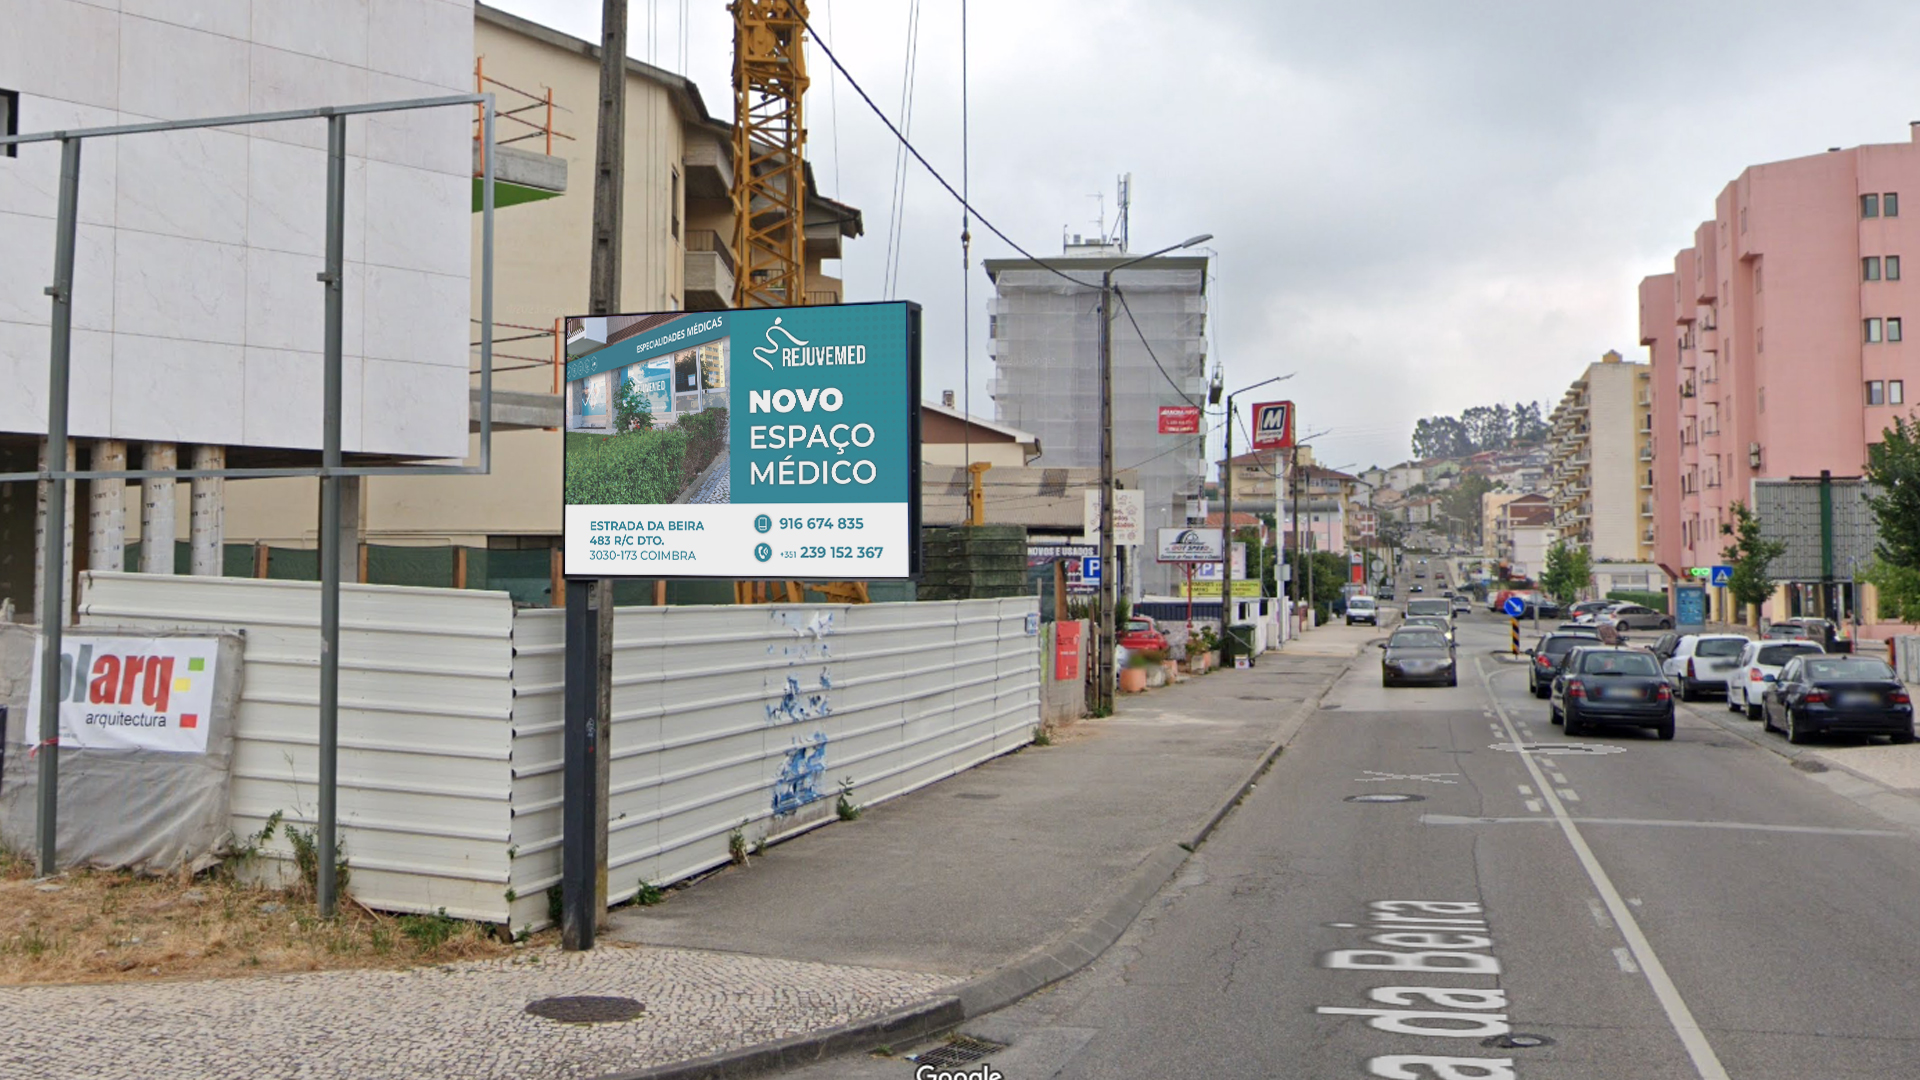 ESPECIALIDADES MÉDICAS
REJUVEMED
REJUVEMED
NOVO
ESPAÇO
MÉDICO
ESTRADA DA BEIRA
483 R/C DTO.
3030-173 COIMBRA
916 674 835
+351 239 152 367
larq
arquitectura
M
NOVOS E USADOS
P
P
a da Beira
Google